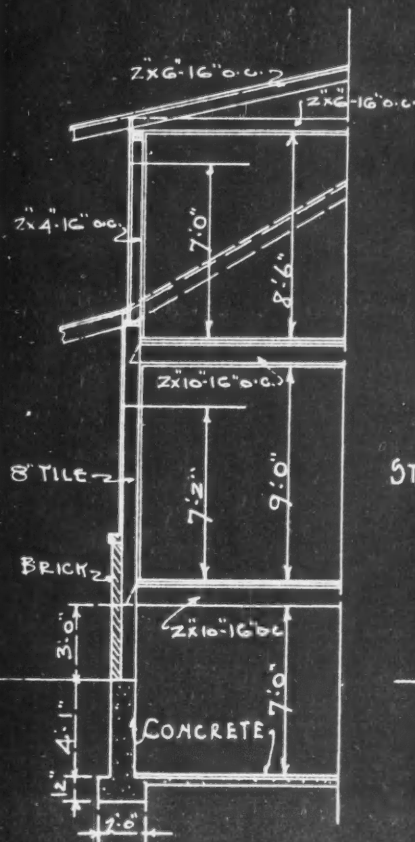 2"x6"-16" o.c.
2"x6"-16" o.c.
2"x4"-16" o.c.
7'-0"
8'-6"
2"x10"-16" o.c.
8" TILE
7'-2"
9'-0"
ST
BRICK
2"x10"-16" o.c.
3'-0"
7'-0"
4'-1"
CONCRETE
12"
2'-0"